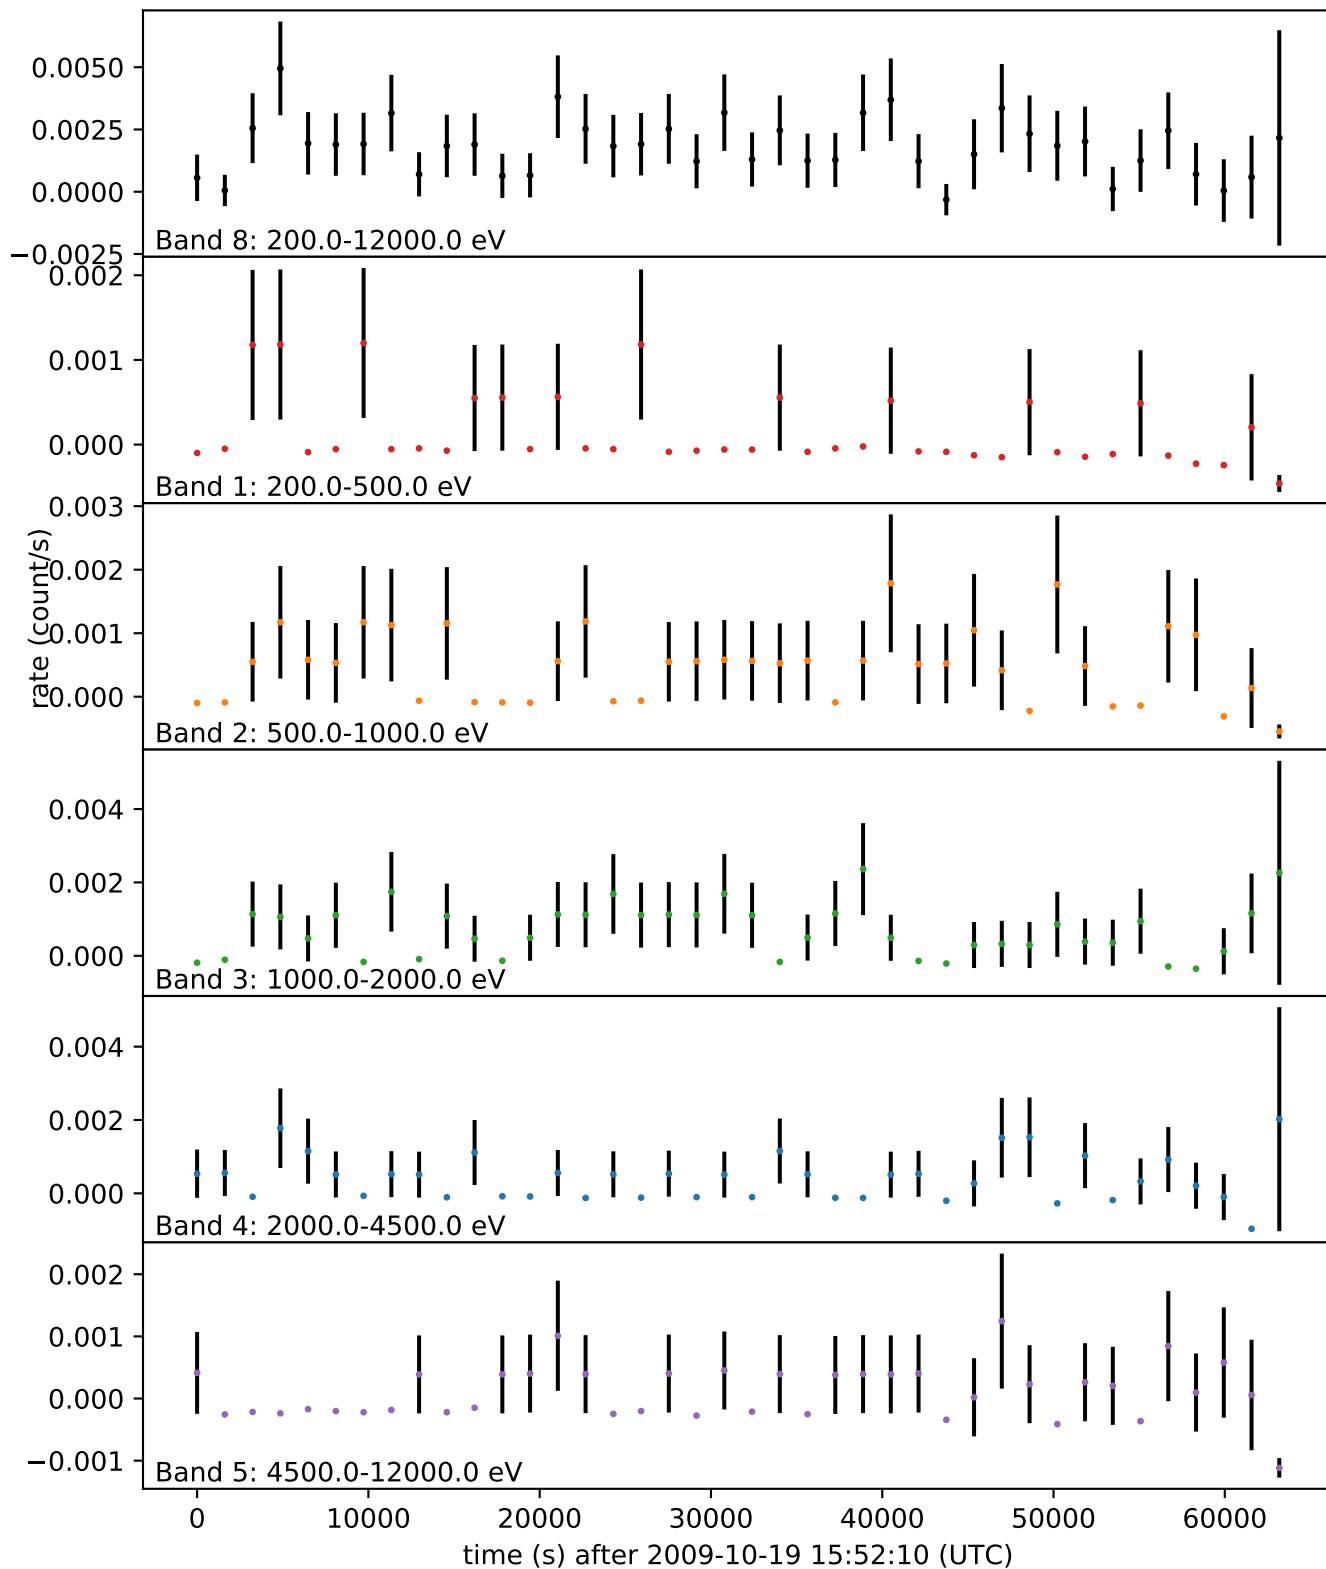 0.0050
0.0025
0.0000
−0.0025
Band 8: 200.0-12000.0 eV
0.002
0.001
0.000
Band 1: 200.0-500.0 eV
rate (count/s)
0.003
0.002
0.001
0.000
Band 2: 500.0-1000.0 eV
0.004
0.002
0.000
Band 3: 1000.0-2000.0 eV
0.004
0.002
0.000
Band 4: 2000.0-4500.0 eV
0.002
0.001
0.000
−0.001
Band 5: 4500.0-12000.0 eV
0 10000 20000 30000 40000 50000 60000
time (s) after 2009-10-19 15:52:10 (UTC)